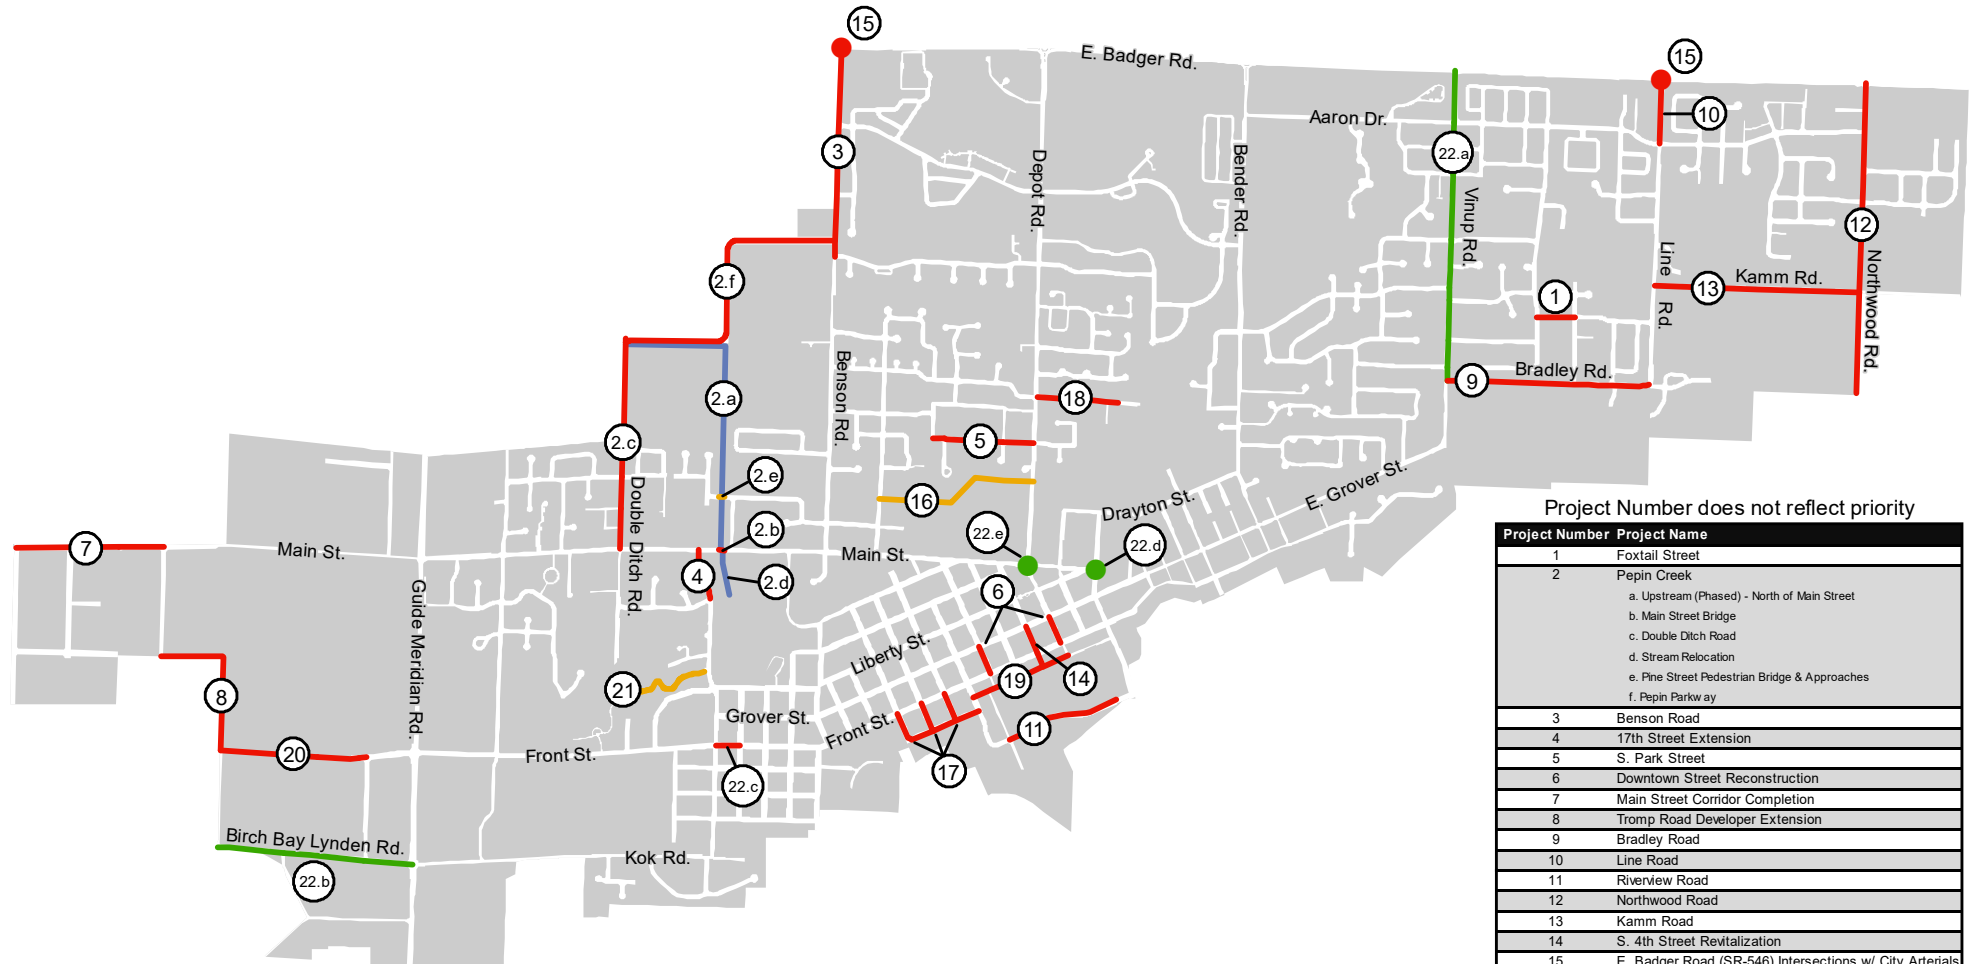 15
E. Badger Rd.
15
Aaron Dr.
10
3
Depot Rd.
Bender Rd.
22.a
Vinup Rd.
12
Line
Rd.
Kamm Rd.
Northwood Rd.
2.f
13
1
Benson Rd.
Bradley Rd.
9
2.a
18
2.c
5
2.e
Double Ditch Rd.
16
Drayton St.
E. Grover St.
22.e
22.d
2.b
7
Main St.
Main St.
4
2.d
6
Guide Meridian Rd.
Liberty St.
21
19
14
8
Grover St.
Front St.
11
20
Front St.
17
22.c
Birch Bay Lynden Rd.
Kok Rd.
22.b
Project Number does not reflect priority
Project Number Project Name
1 Foxtail Street
2 Pepin Creek
a. Upstream (Phased) - North of Main Street
b. Main Street Bridge
c. Double Ditch Road
d. Stream Relocation
e. Pine Street Pedestrian Bridge & Approaches
f. Pepin Parkway
3 Benson Road
4 17th Street Extension
5 S. Park Street
6 Downtown Street Reconstruction
7 Main Street Corridor Completion
8 Tromp Road Developer Extension
9 Bradley Road
10 Line Road
11 Riverview Road
12 Northwood Road
13 Kamm Road
14 S. 4th Street Revitalization
15 E. Badger Road (SR-546) Intersections w/ City Arterials